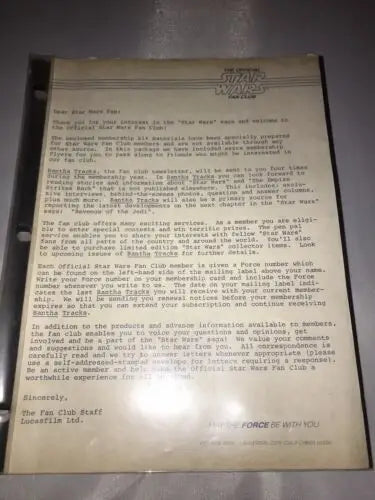 THE OFFICIAL
STAR
WARS
FAN CLUB
Dear Star Wars Fan:
Thank you for your interest in the "Star Wars" saga and welcome to
the Official Star Wars Fan Club!
The enclosed membership kit materials have been specially prepared
for Star Wars Fan Club members and are not available through any
other source. In this package we have included extra membership
flyers for you to pass along to friends who might be interested in
our fan club.
Bantha Tracks, the fan club newsletter, will be sent to you four times
during the membership year. In Bantha Tracks you can look forward to
reading stories and information about "Star Wars" and "The Empire
Strikes Back" that is not published elsewhere. This includes: exclu-
sive interviews, behind-the-scenes photos, question and answer columns,
plus much more. Bantha Tracks will also be a primary source for
reporting the latest developments on the next chapter in the "Star Wars"
saga: "Revenge of the Jedi".
The fan club offers many exciting services. As a member you are eligi-
ble to enter special contests and win terrific prizes. The pen pal
service enables you to share your interests with fellow "Star Wars"
fans from all parts of the country and around the world. You'll also
be able to purchase limited edition "Star Wars" collector items. Look
to upcoming issues of Bantha Tracks for further details.
Each Official Star Wars Fan Club member is given a Force number which
can be found on the left-hand side of the mailing label above your name.
Write your Force number on your membership card and include the Force
number whenever you write to us. The date on your mailing label indi-
cates the last Bantha Tracks you will receive with your current member-
ship. We will be sending you renewal notices before your membership
expires so that you can extend your subscription and continue receiving
Bantha Tracks.
In addition to the products and advance information available to members,
the fan club enables you to voice your questions and opinions, get
involved and be a part of the "Star Wars" saga! We value your comments
and suggestions and would like to hear from you. All correspondence is
carefully read and we try to answer letters whenever appropriate (please
use a self-addressed-stamped envelope for letters requiring a response).
Be an active member and help make the Official Star Wars Fan Club a
worthwhile experience for all
Sincerely,
The Fan Club Staff
Lucasfilm Ltd.
MAY THE FORCE BE WITH YOU